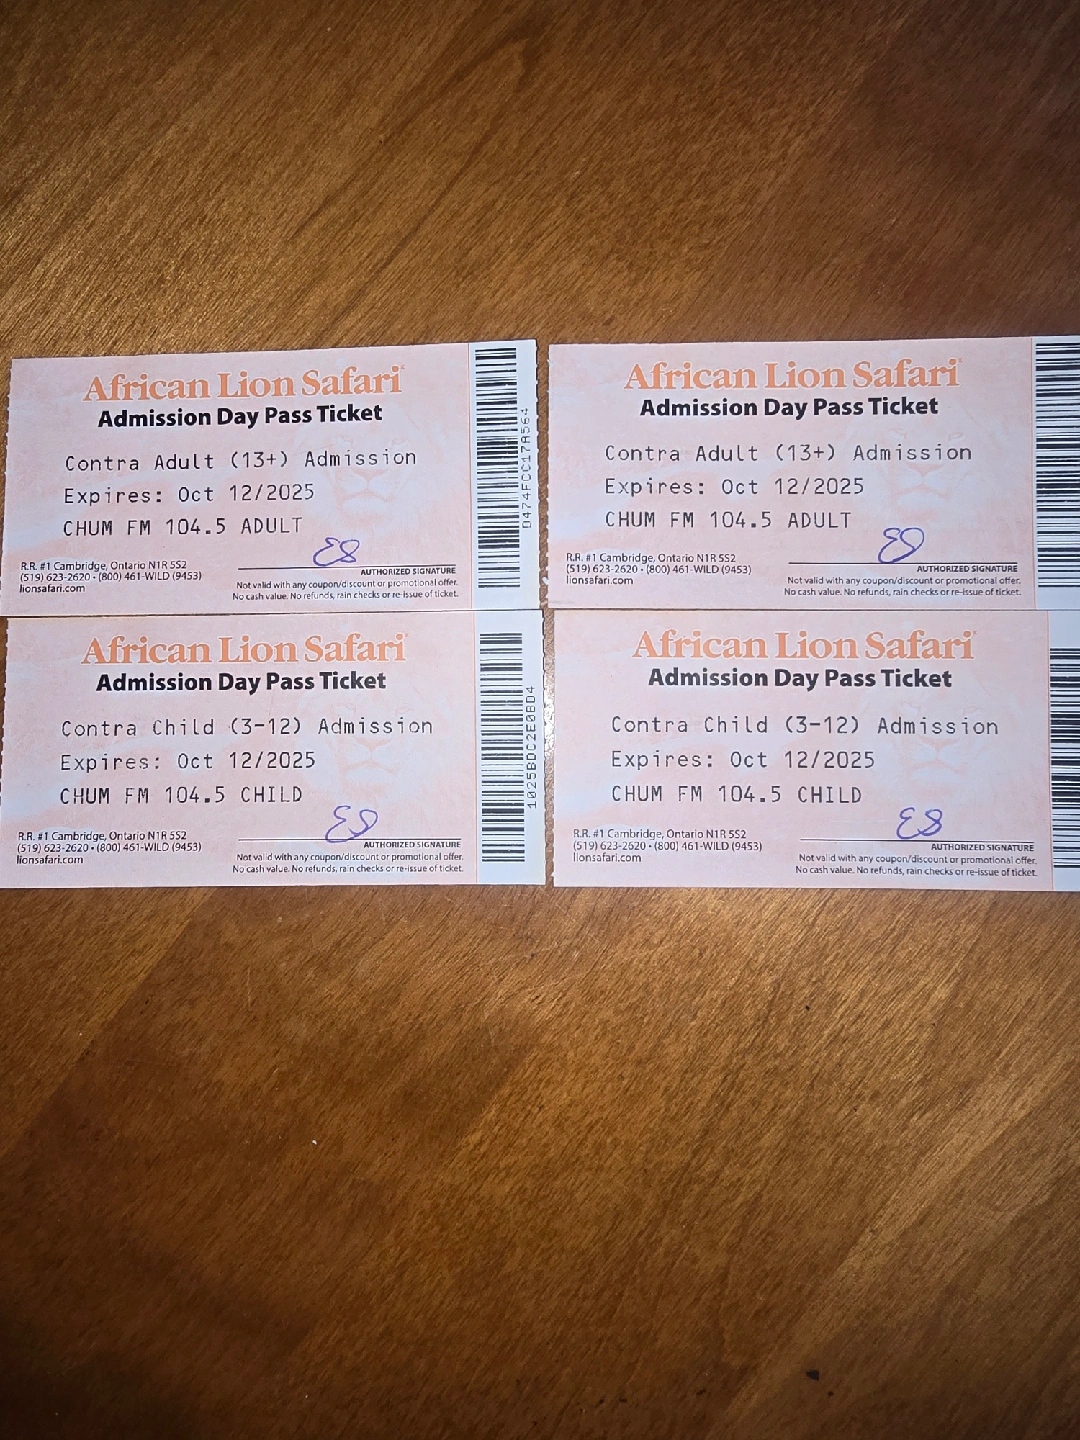 African Lion Safari
Admission Day Pass Ticket
Contra Adult (13+) Admission
Expires: Oct 12/2025
CHUM FM 104.5 ADULT
ES
R.R. #1 Cambridge, Ontario N1R 5S2
(519) 623-2620 • (800) 461-WILD (9453)
lionsafari.com
AUTHORIZED SIGNATURE
Not valid with any coupon/discount or promotional offer.
No cash value. No refunds, rain checks or re-issue of ticket.
African Lion Safari
Admission Day Pass Ticket
Contra Adult (13+) Admission
Expires: Oct 12/2025
CHUM FM 104.5 ADULT
ES
R.R. #1 Cambridge, Ontario N1R 5S2
(519) 623-2620 • (800) 461-WILD (9453)
lionsafari.com
AUTHORIZED SIGNATURE
Not valid with any coupon/discount or promotional offer.
No cash value. No refunds, rain checks or re-issue of ticket.
African Lion Safari
Admission Day Pass Ticket
Contra Child (3-12) Admission
Expires: Oct 12/2025
CHUM FM 104.5 CHILD
ES
R.R. #1 Cambridge, Ontario N1R 5S2
(519) 623-2620 • (800) 461-WILD (9453)
lionsafari.com
AUTHORIZED SIGNATURE
Not valid with any coupon/discount or promotional offer.
No cash value. No refunds, rain checks or re-issue of ticket.
1025BDC2E0BD4
African Lion Safari
Admission Day Pass Ticket
Contra Child (3-12) Admission
Expires: Oct 12/2025
CHUM FM 104.5 CHILD
ES
R.R. #1 Cambridge, Ontario N1R 5S2
(519) 623-2620 • (800) 461-WILD (9453)
lionsafari.com
AUTHORIZED SIGNATURE
Not valid with any coupon/discount or promotional offer.
No cash value. No refunds, rain checks or re-issue of ticket.